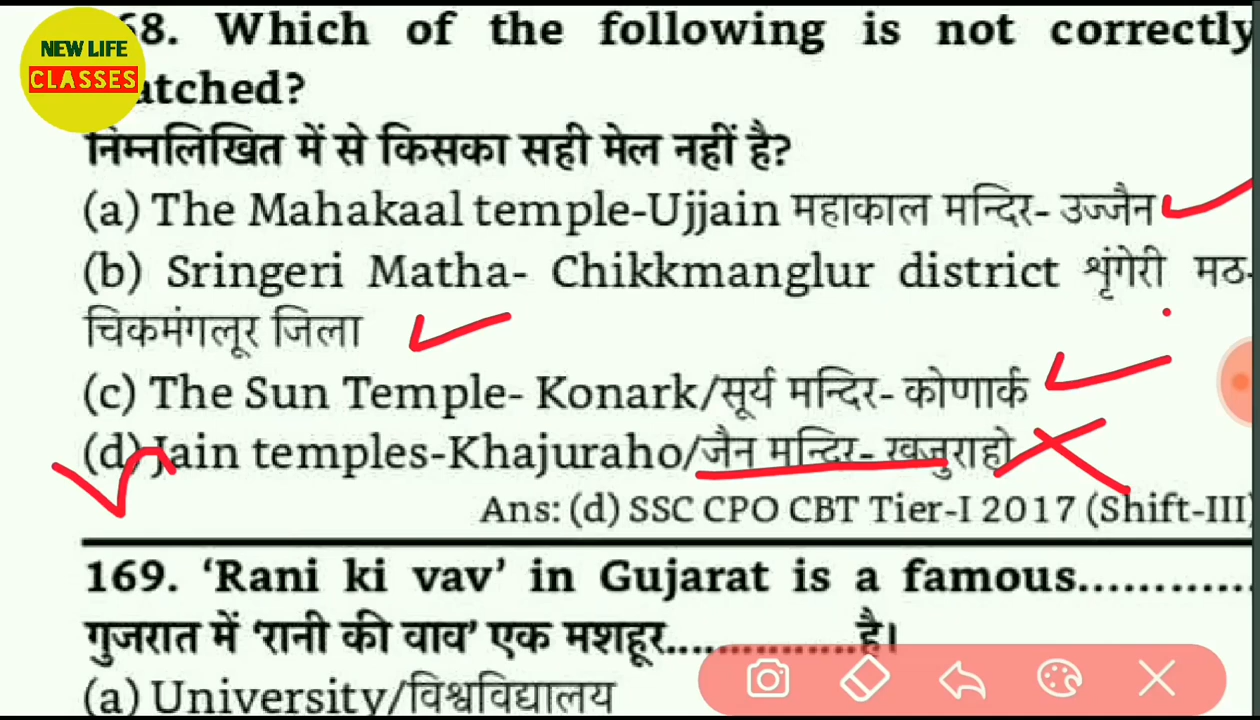 NEW LIFE
CLASSES
68. Which of the following is not correctly
atched?
निम्नलिखित में से किसका सही मेल नहीं है?
(a) The Mahakaal temple-Ujjain महाकाल मन्दिर- उज्जैन
(b) Sringeri Matha- Chikkmanglur district शृंगेरी मठ-
चिकमंगलूर जिला
(c) The Sun Temple- Konark/सूर्य मन्दिर- कोणार्क
(d) Jain temples-Khajuraho/जैन मन्दिर- खजुराहो
Ans: (d) SSC CPO CBT Tier-I 2017 (Shift-III)
169. ‘Rani ki vav’ in Gujarat is a famous............
गुजरात में ‘रानी की वाव’ एक मशहूर...............है।
(a) University/विश्वविद्यालय